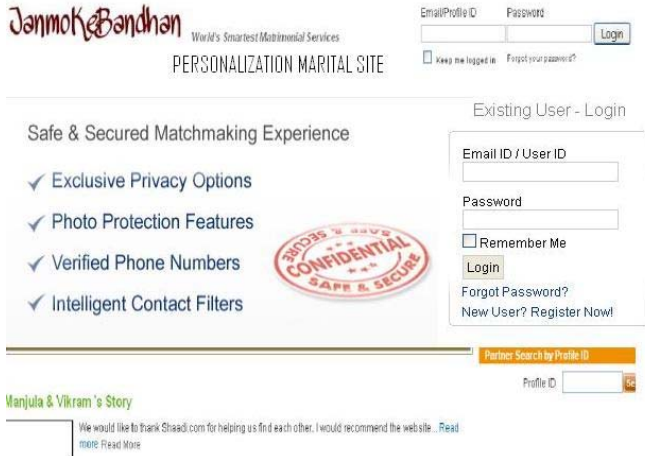 JanmoKeBandhan
World's Smartest Matrimonial Services
PERSONALIZATION MARITAL SITE
Email/Profile ID Password
Login
Keep me logged in Forgot your password?
Existing User - Login
Safe & Secured Matchmaking Experience
Exclusive Privacy Options
Photo Protection Features
Verified Phone Numbers
Intelligent Contact Filters
SAFE & SECURE
CONFIDENTIAL
SAFE & SECURE
Email ID / User ID
Password
Remember Me
Login
Forgot Password?
New User? Register Now!
Partner Search by Profile ID
Profile ID Se
Manjula & Vikram 's Story
We would like to thank Shaadi.com for helping us find each other. I would recommend the website... Read
more Read More